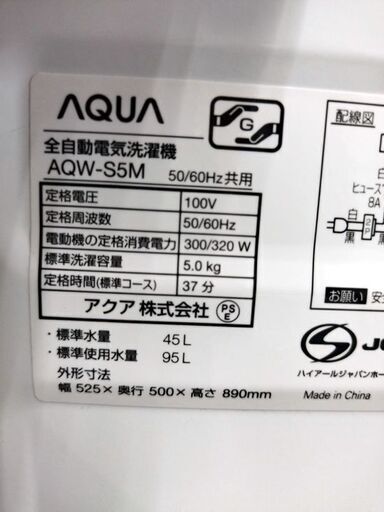 AQUA
G
全自動電気洗濯機
AQW-S5M 50/60Hz共用
定格電圧 100V
定格周波数 50/60Hz
電動機の定格消費電力 300/320 W
標準洗濯容量 5.0 kg
定格時間(標準コース) 37 分
アクア 株式会社 PSE
・標準水量 45L
・標準使用水量 95L
外形寸法
幅 525× 奥行 500× 高さ 890mm
配線図
白
ヒューズ
8A
白
黒
黒
お願い
ハイアールジャパンホー
Made in China